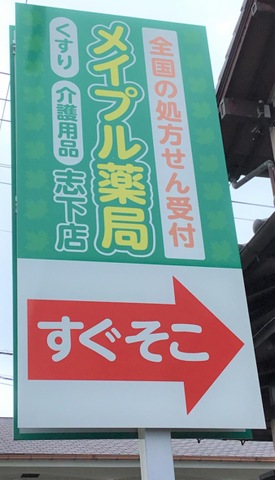 全国の処方せん受付
メイプル薬局
くすり 介護用品 志下店
すぐそこ